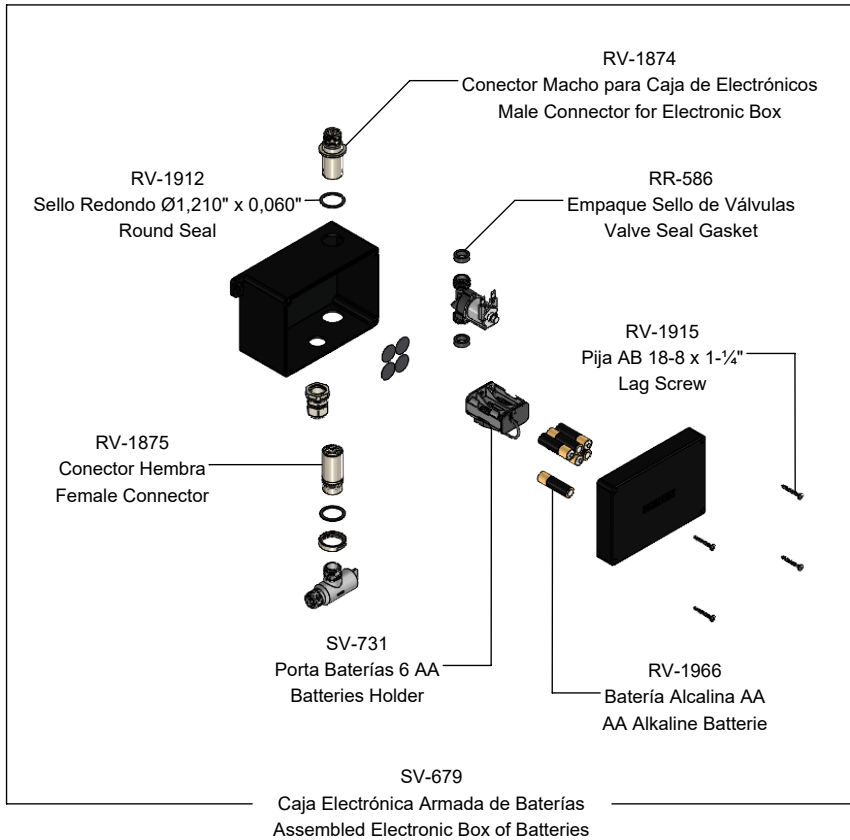 RV-1874
Conector Macho para Caja de Electrónicos
Male Connector for Electronic Box
RV-1912
Sello Redondo Ø1,210" x 0,060"
Round Seal
RR-586
Empaque Sello de Válvulas
Valve Seal Gasket
RV-1915
Pija AB 18-8 x 1-¼"
Lag Screw
RV-1875
Conector Hembra
Female Connector
SV-731
Porta Baterías 6 AA
Batteries Holder
RV-1966
Batería Alcalina AA
AA Alkaline Batterie
SV-679
Caja Electrónica Armada de Baterías
Assembled Electronic Box of Batteries